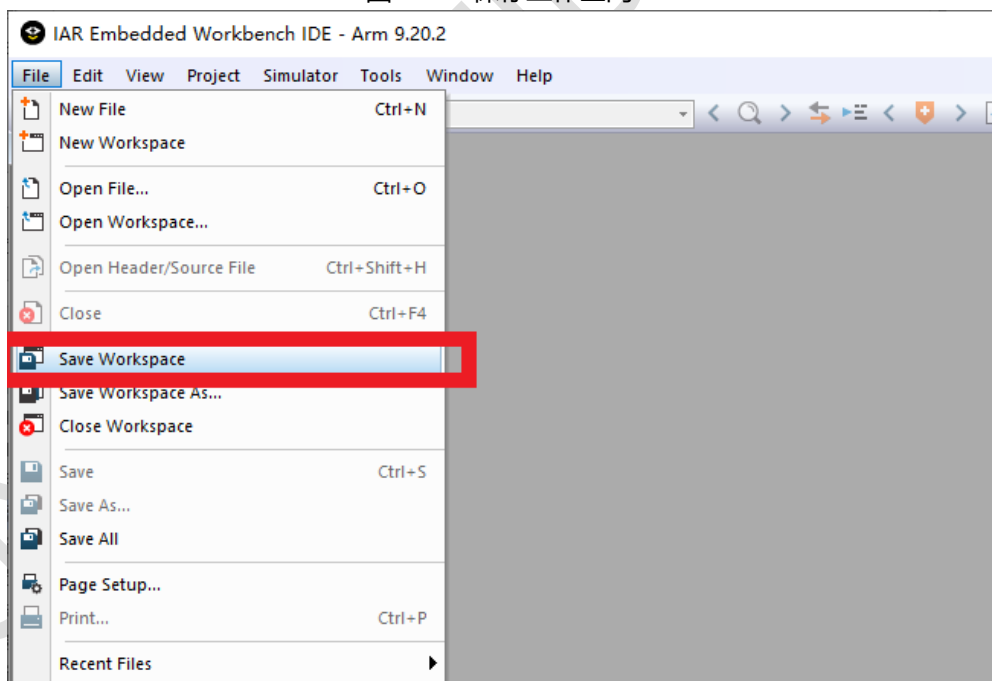 IAR Embedded Workbench IDE - Arm 9.20.2
File Edit View Project Simulator Tools Window Help
New File Ctrl+N
New Workspace
Open File... Ctrl+O
Open Workspace...
Open Header/Source File Ctrl+Shift+H
Close Ctrl+F4
Save Workspace
Save Workspace As...
Close Workspace
Save Ctrl+S
Save As...
Save All
Page Setup...
Print... Ctrl+P
Recent Files